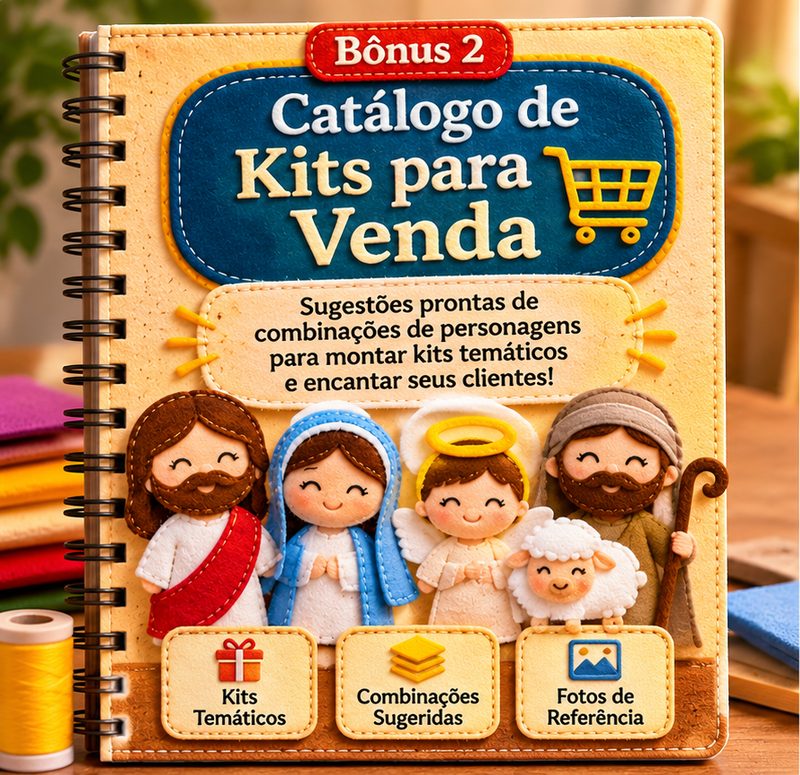 Bônus 2
Catálogo de
Kits para
Venda
Sugestões prontas de
combinações de personagens
para montar kits temáticos
e encantar seus clientes!
Kits
Temáticos
Combinações
Sugeridas
Fotos de
Referência